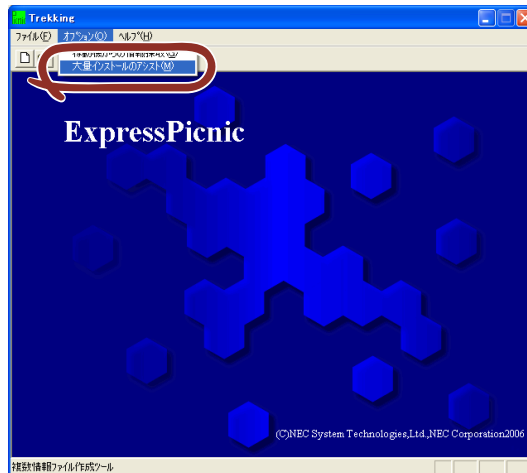 Trekking
ファイル(F) オプション(O) ヘルプ(H)
大量インストールのアシスト(M)
ExpressPicnic
(C)NEC System Technologies,Ltd.,NEC Corporation2006
複数情報ファイル作成ツール